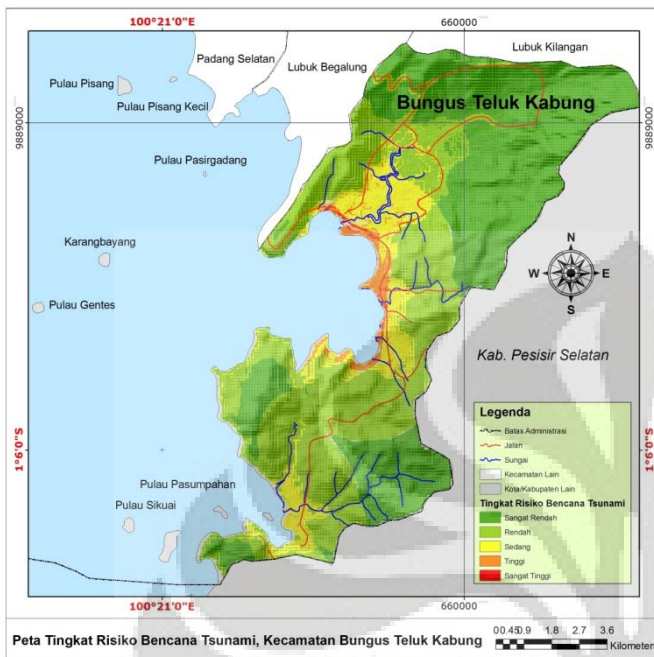 100°21'0"E
660000
Padang Selatan
Lubuk Kilangan
Lubuk Begalung
Pulau Pisang
Bungus Teluk Kabung
Pulau Pisang Kecil
9889000
9889000
Pulau Pasirgadang
Karangbayang
N
W
E
S
Pulau Gentes
Kab. Pesisir Selatan
Legenda
Batas Administrasi
Jalan
Sungai
Kecamatan Lain
Kota/Kabupaten Lain
Tingkat Risiko Bencana Tsunami
Sangat Rendah
Rendah
Sedang
Tinggi
Sangat Tinggi
1°6'0"S
1°6'0"S
Pulau Pasumpahan
Pulau Sikuai
100°21'0"E
660000
Peta Tingkat Risiko Bencana Tsunami, Kecamatan Bungus Teluk Kabung
00.450.9 1.8 2.7 3.6
Kilometers